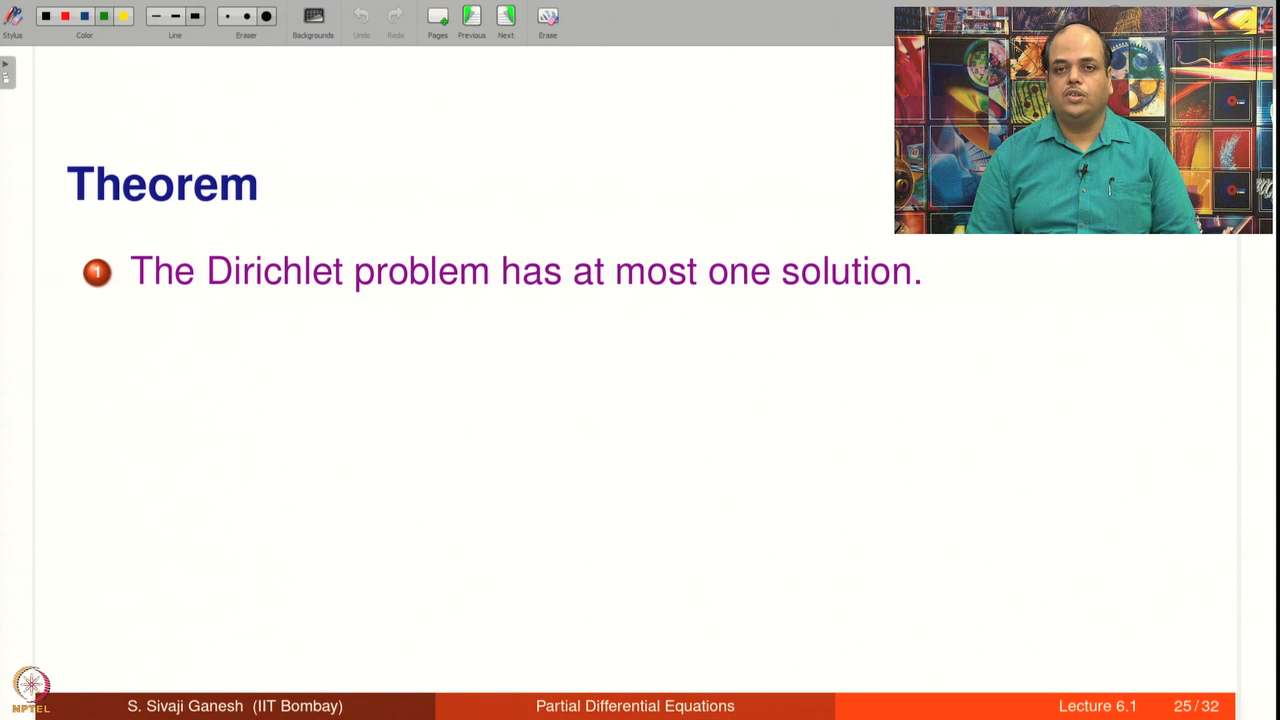 Stylus
Color
Line
Eraser
Backgrounds
Undo
Redo
Pages
Previous
Next
Erase
Theorem
1 The Dirichlet problem has at most one solution.
NPTEL
S. Sivaji Ganesh (IIT Bombay)
Partial Differential Equations
Lecture 6.1
25/32